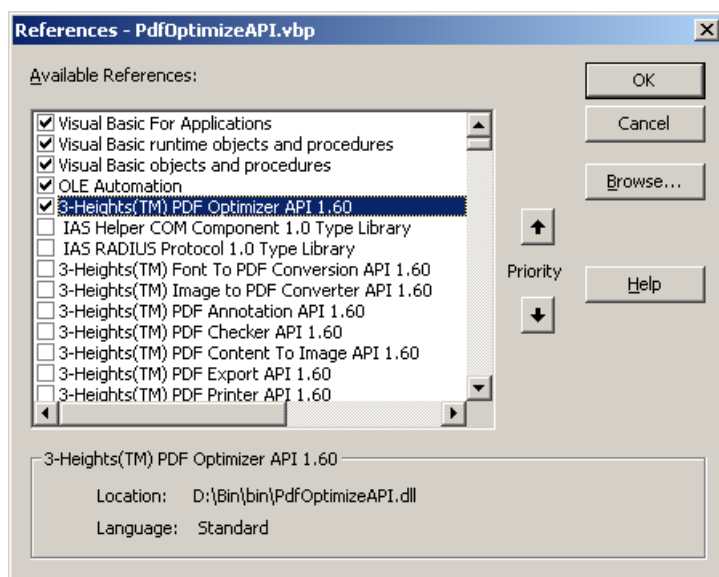 References - PdfOptimizeAPI.vbp
Available References:
Visual Basic For Applications
Visual Basic runtime objects and procedures
Visual Basic objects and procedures
OLE Automation
3-Heights(TM) PDF Optimizer API 1.60
IAS Helper COM Component 1.0 Type Library
IAS RADIUS Protocol 1.0 Type Library
3-Heights(TM) Font To PDF Conversion API 1.60
3-Heights(TM) Image to PDF Converter API 1.60
3-Heights(TM) PDF Annotation API 1.60
3-Heights(TM) PDF Checker API 1.60
3-Heights(TM) PDF Content To Image API 1.60
3-Heights(TM) PDF Export API 1.60
3-Heights(TM) PDF Printer API 1.60
OK
Cancel
Browse...
Priority
Help
3-Heights(TM) PDF Optimizer API 1.60
Location: D:\Bin\bin\PdfOptimizeAPI.dll
Language: Standard